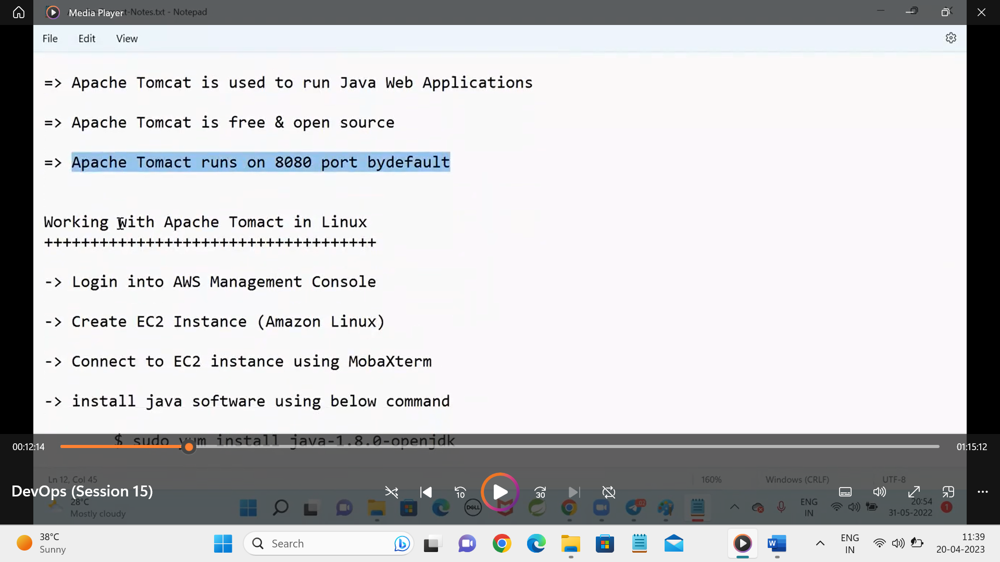 Media Player
t-Notes.txt - Notepad
File Edit View
=> Apache Tomcat is used to run Java Web Applications
=> Apache Tomcat is free & open source
=> Apache Tomact runs on 8080 port bydefault
Working with Apache Tomact in Linux
++++++++++++++++++++++++++++++++++++
-> Login into AWS Management Console
-> Create EC2 Instance (Amazon Linux)
-> Connect to EC2 instance using MobaXterm
-> install java software using below command
$ sudo yum install java-1.8.0-openjdk
00:12:14
01:15:12
Ln 12, Col 45
160%
Windows (CRLF)
UTF-8
DevOps (Session 15)
10
30
28°C
Mostly cloudy
DELL
02
ENG
IN
20:54
31-05-2022
1
38°C
Sunny
Search
W
ENG
IN
11:39
20-04-2023